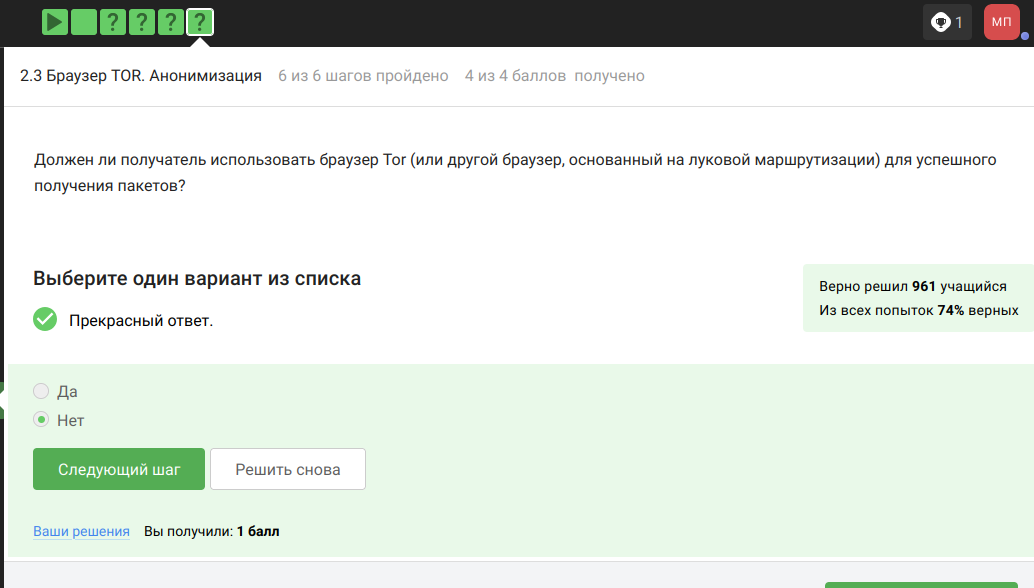 ? ? ? ?
1
МП
2.3 Браузер TOR. Анонимизация 6 из 6 шагов пройдено 4 из 4 баллов получено
Должен ли получатель использовать браузер Tor (или другой браузер, основанный на луковой маршрутизации) для успешного
получения пакетов?
Выберите один вариант из списка
Верно решил 961 учащийся
Из всех попыток 74% верных
Прекрасный ответ.
Да
Нет
Следующий шаг Решить снова
Ваши решения Вы получили: 1 балл